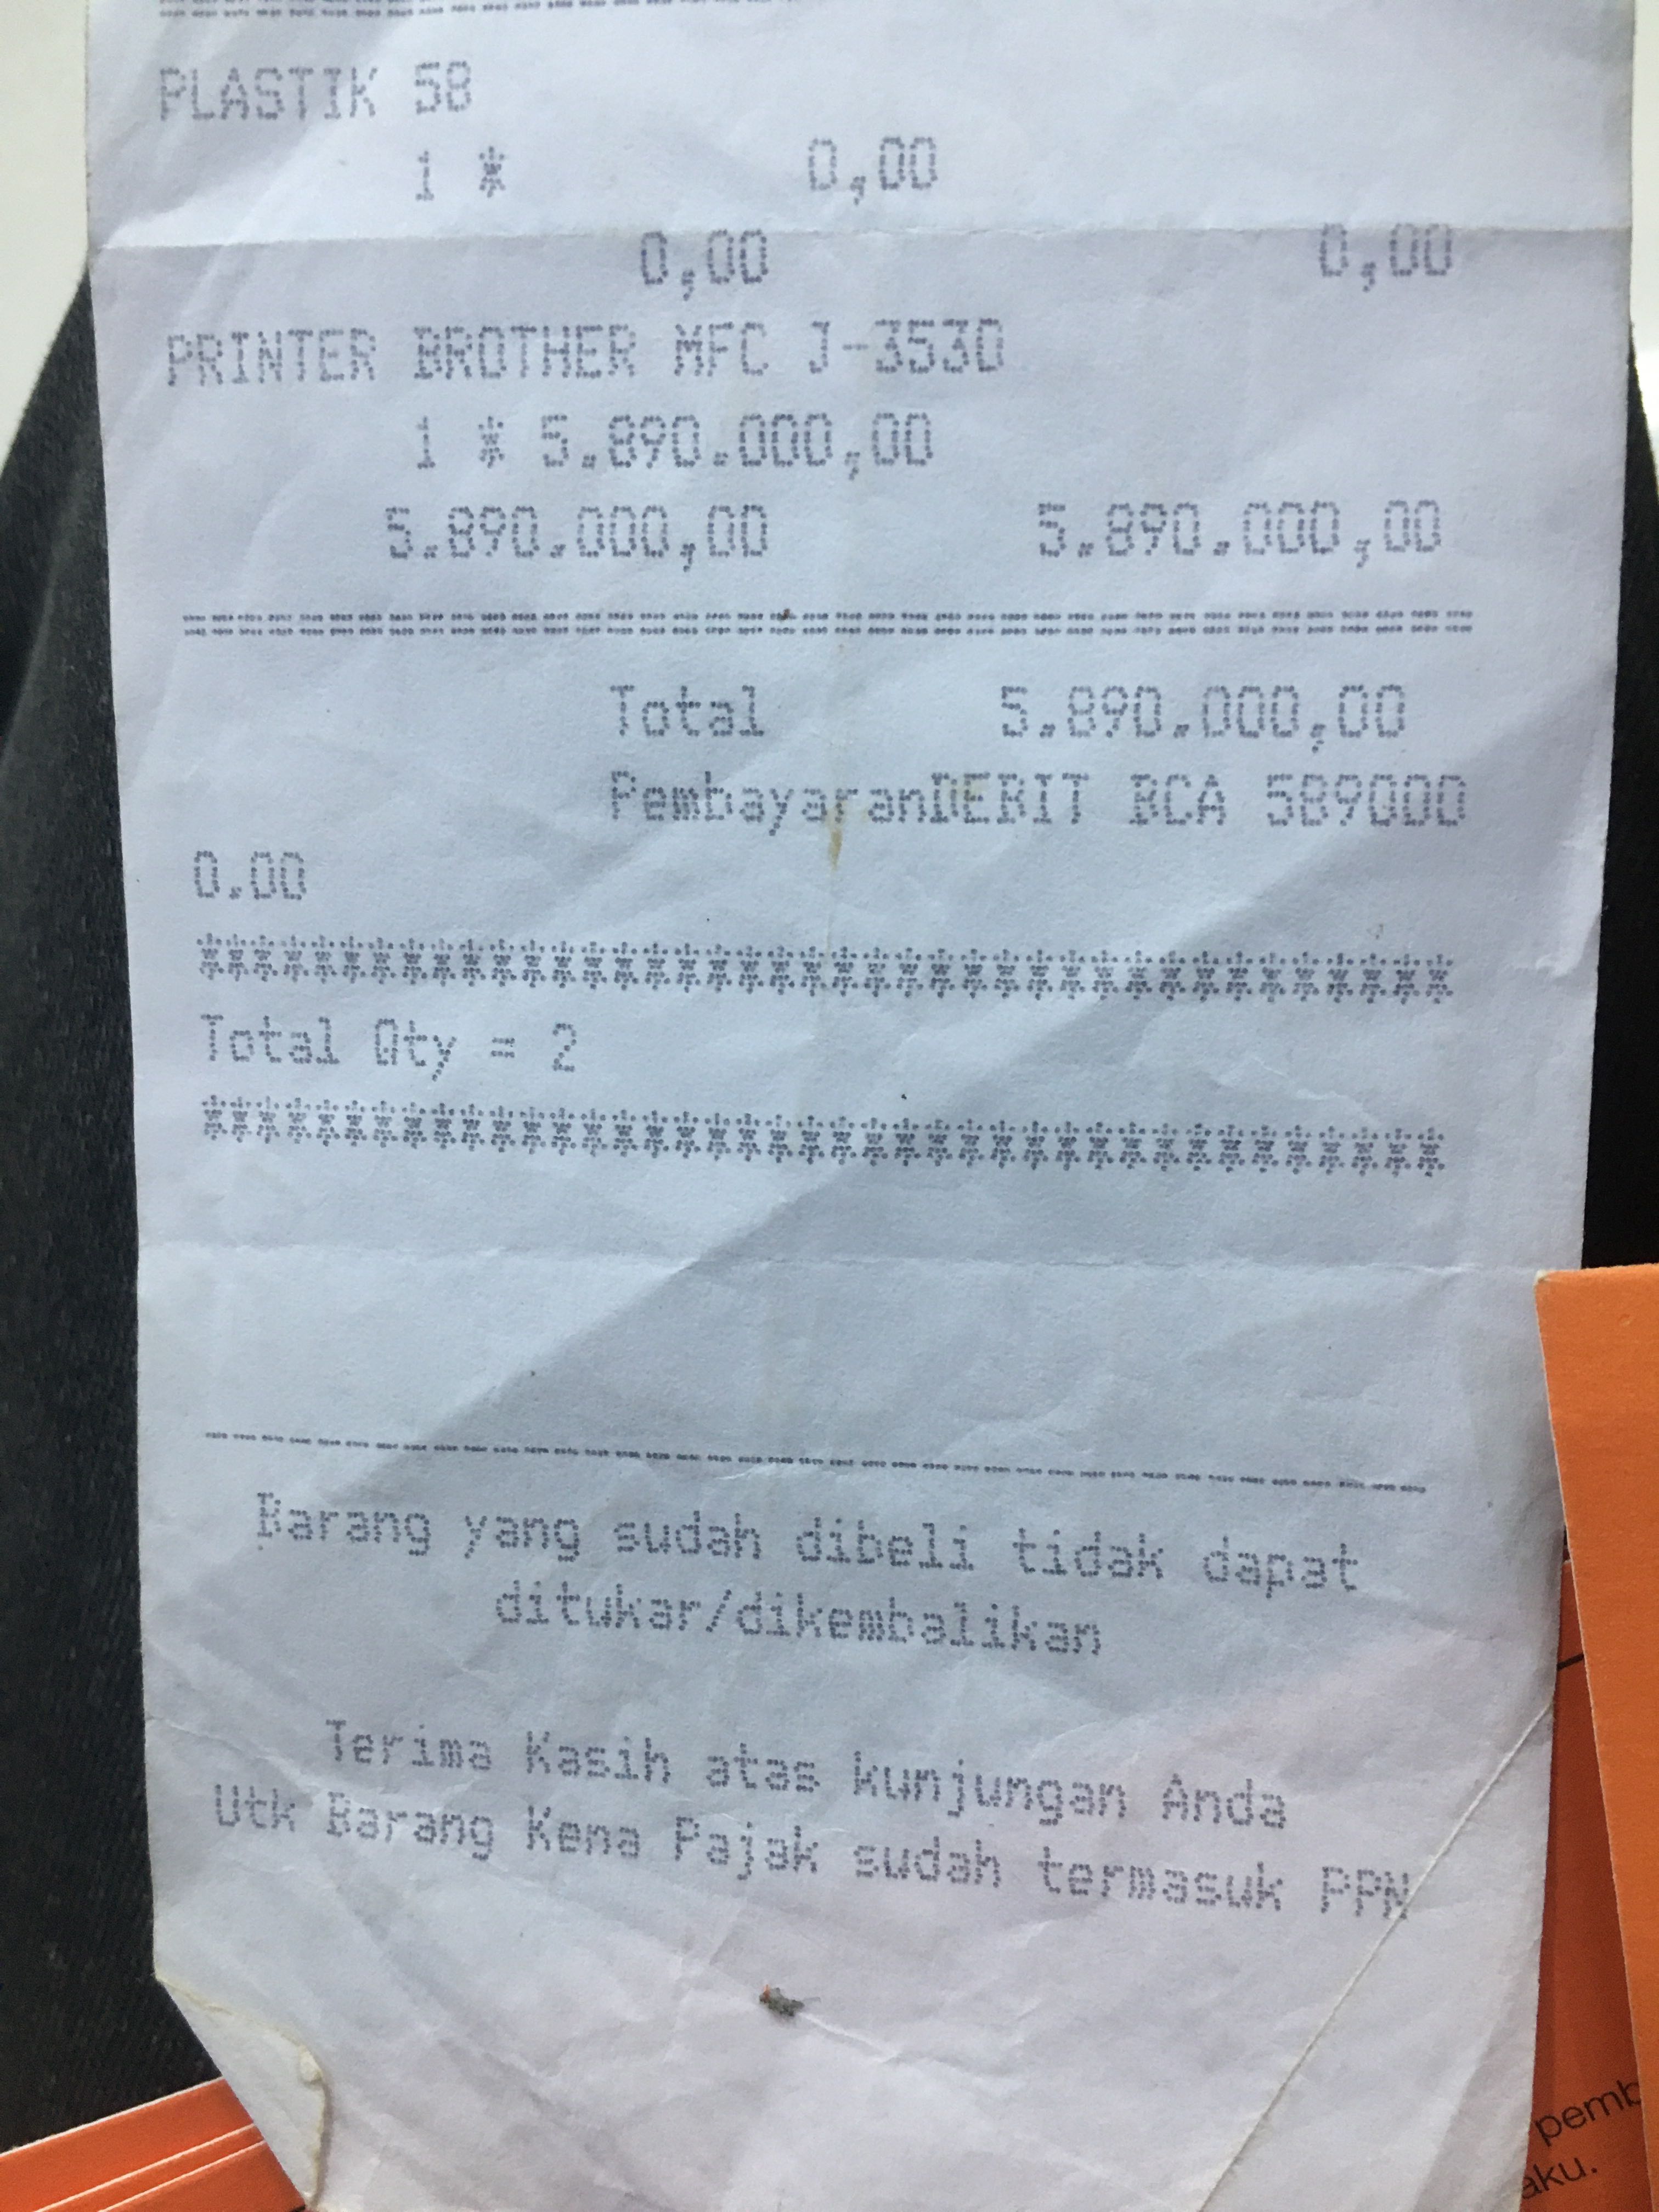 PLASTIK 58
1 * 0,00
0,00 0,00
PRINTER BROTHER MFC J-3530
1 * 5.890.000,00
5.890.000,00 5.890.000,00
Total 5.890.000,00
PembayaranDEBIT BCA 589000
0.00
****************************************
Total Qty = 2
****************************************
Barang yang sudah dibeli tidak dapat
ditukar/dikembalikan
Terima Kasih atas Kunjungan Anda
Utk Barang Kena Pajak sudah termasuk PPN
aku.